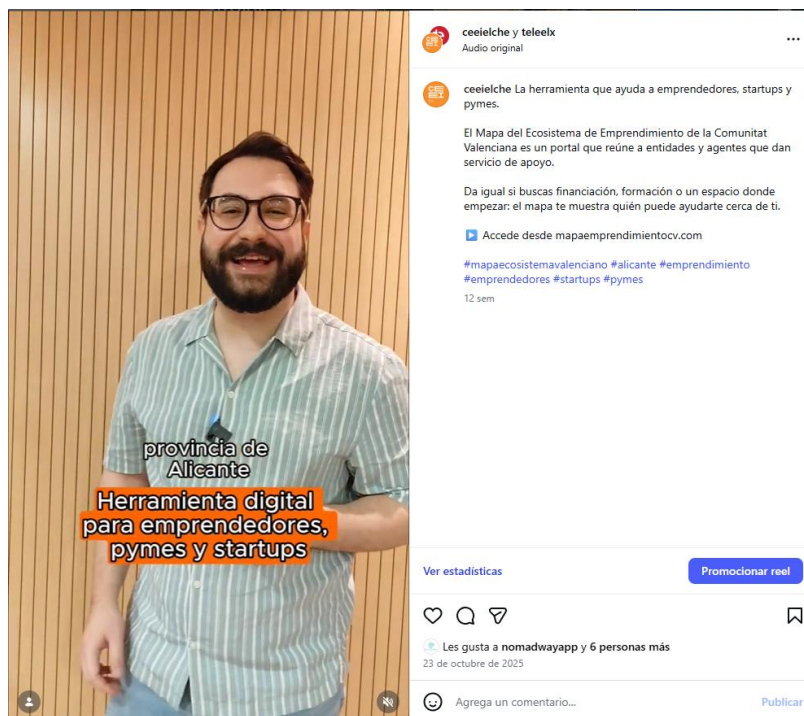 ceeielche y teleelx
Audio original
ceeielche La herramienta que ayuda a emprendedores, startups y
pymes.
El Mapa del Ecosistema de Emprendimiento de la Comunitat
Valenciana es un portal que reúne a entidades y agentes que dan
servicio de apoyo.
Da igual si buscas financiación, formación o un espacio donde
empezar: el mapa te muestra quién puede ayudarte cerca de ti.
Accede desde mapaemprendimientocv.com
#mapaecosistemavalenciano #alicante #emprendimiento
#emprendedores #startups #pymes
12 sem
provincia de
Alicante
Herramienta digital
para emprendedores,
pymes y startups
Ver estadísticas
Promocionar reel
Les gusta a nomadwayapp y 6 personas más
23 de octubre de 2025
Agrega un comentario...
Publicar